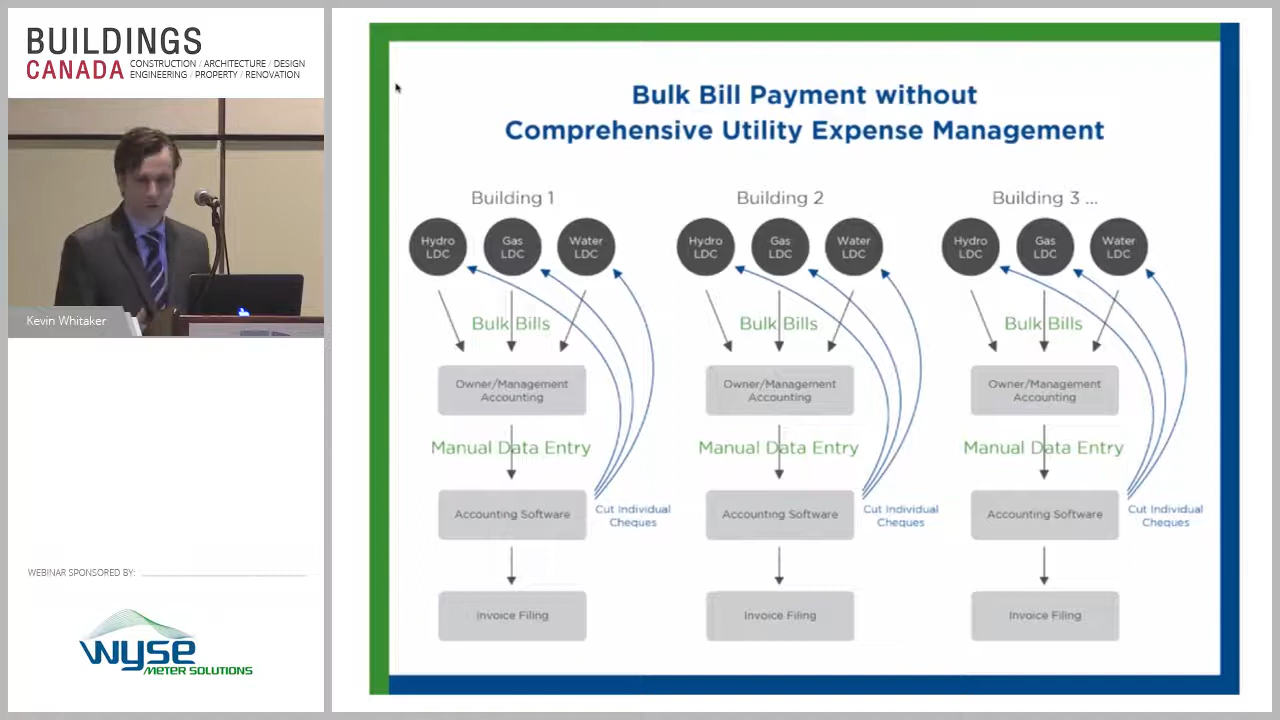 BUILDINGS
CANADA
CONSTRUCTION / ARCHITECTURE / DESIGN
ENGINEERING / PROPERTY / RENOVATION
Kevin Whitaker
WEBINAR SPONSORED BY:
wyse
METER SOLUTIONS
Bulk Bill Payment without
Comprehensive Utility Expense Management
Building 1
Hydro
LDC
Gas
LDC
Water
LDC
Bulk Bills
Owner/Management
Accounting
Manual Data Entry
Accounting Software
Cut Individual
Cheques
Invoice Filing
Building 2
Hydro
LDC
Gas
LDC
Water
LDC
Bulk Bills
Owner/Management
Accounting
Manual Data Entry
Accounting Software
Cut Individual
Cheques
Invoice Filing
Building 3 ...
Hydro
LDC
Gas
LDC
Water
LDC
Bulk Bills
Owner/Management
Accounting
Manual Data Entry
Accounting Software
Cut Individual
Cheques
Invoice Filing